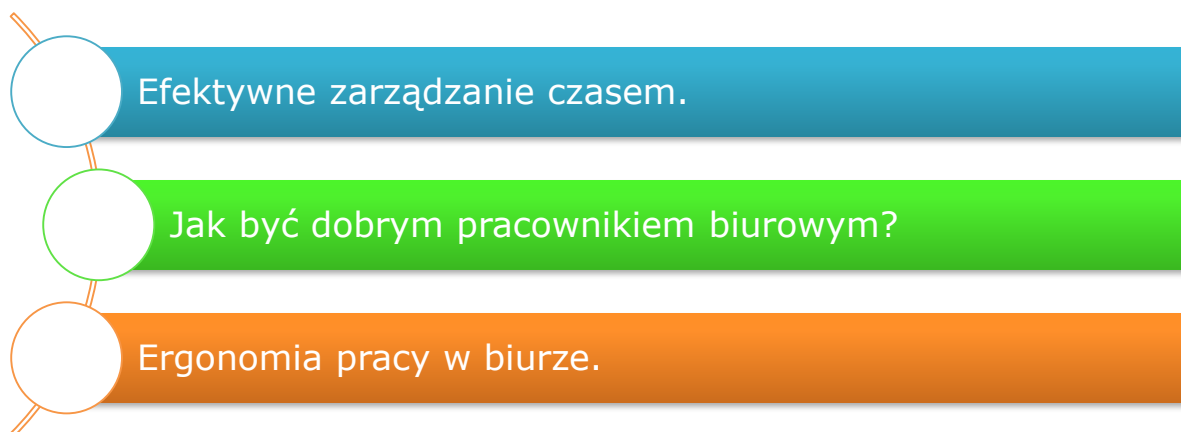 Efektywne zarządzanie czasem.
Jak być dobrym pracownikiem biurowym?
Ergonomia pracy w biurze.